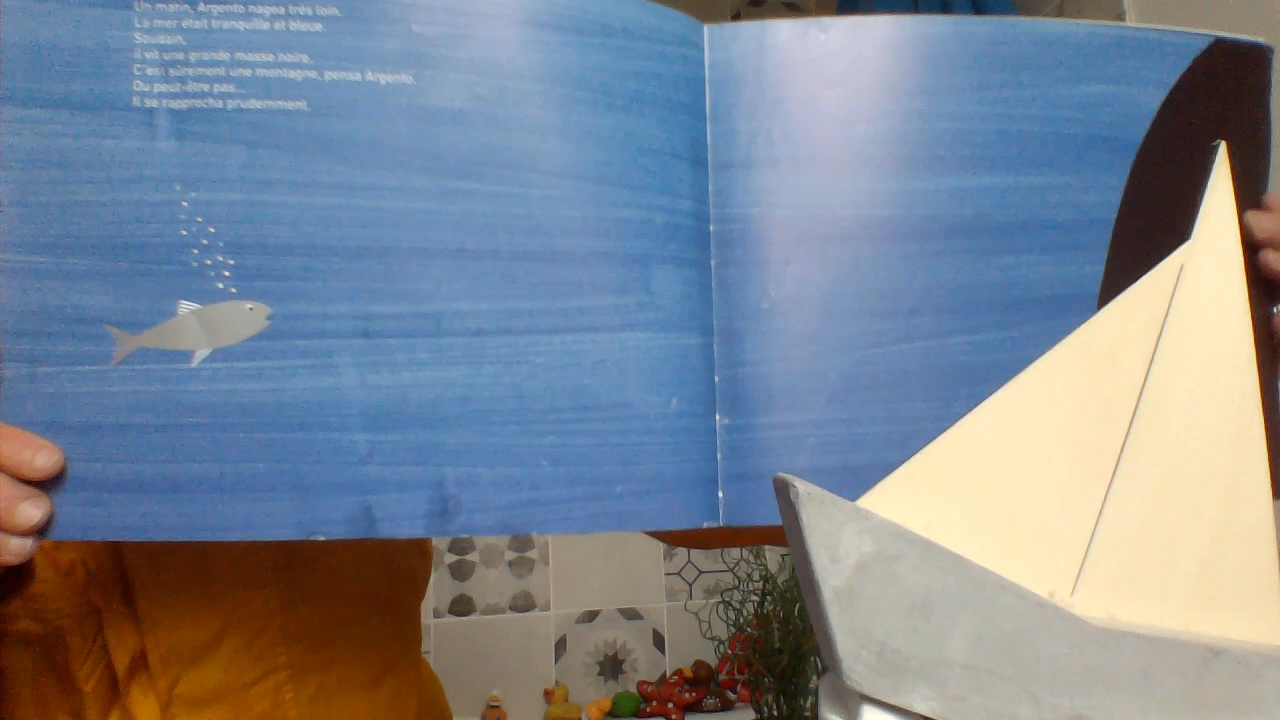 Un matin, Argento nagea très loin.
La mer était tranquille et bleue.
Soudain,
il vit une grande masse noire.
C'est sûrement une montagne, pensa Argento.
Ou peut-être pas...
Il se rapprocha prudemment.